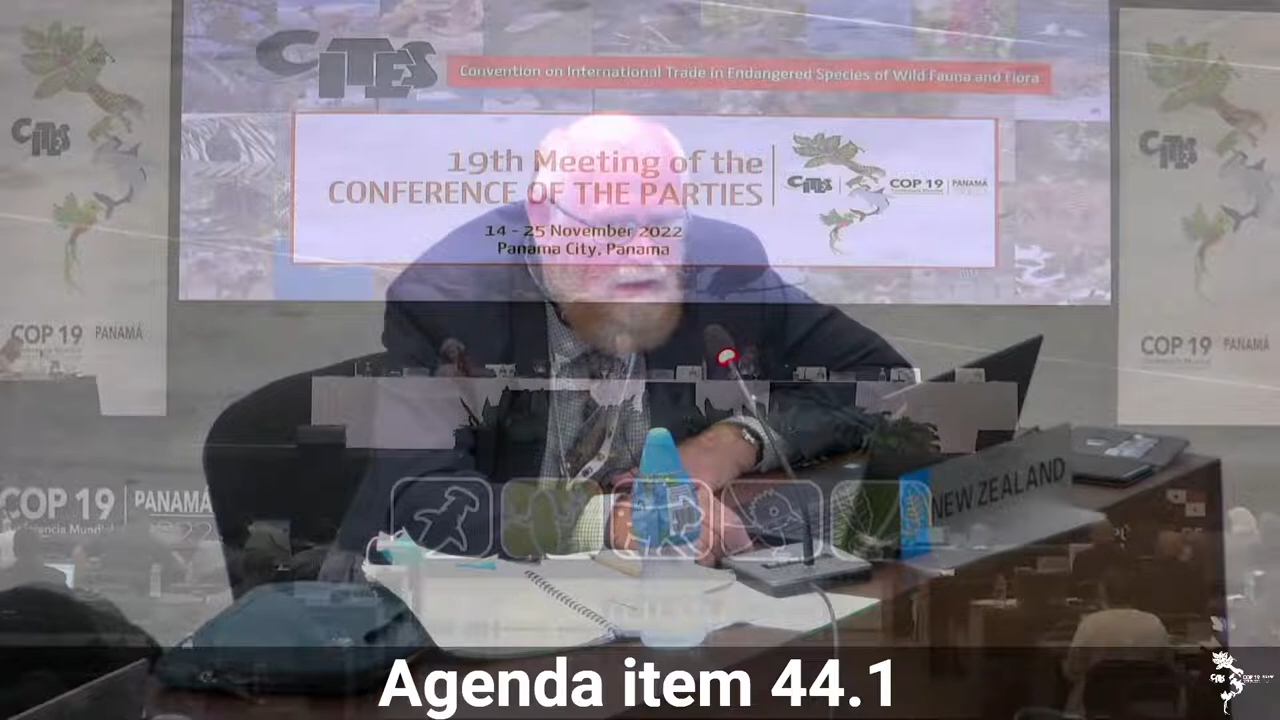 CITES
Convention on International Trade in Endangered Species of Wild Fauna and Flora
19th Meeting of the
CONFERENCE OF THE PARTIES
14 - 25 November 2022
Panama City, Panama
CITES
COP 19 | PANAMÁ
CITES
COP 19 PANAMÁ
CITES
COP 19 PANAMÁ
COP 19 | PANAMÁ
NEW ZEALAND
Agenda item 44.1